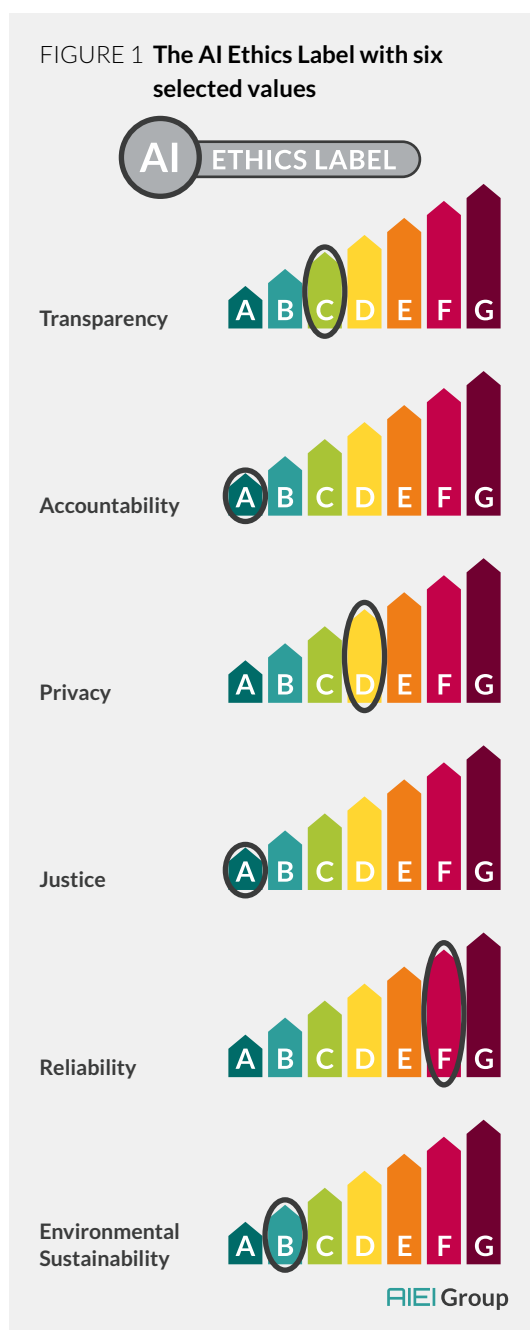 FIGURE 1 The AI Ethics Label with six
selected values
AI ETHICS LABEL
Transparency A B C D E F G
Accountability A B C D E F G
Privacy A B C D E F G
Justice A B C D E F G
Reliability A B C D E F G
Environmental
Sustainability A B C D E F G
AIEI Group